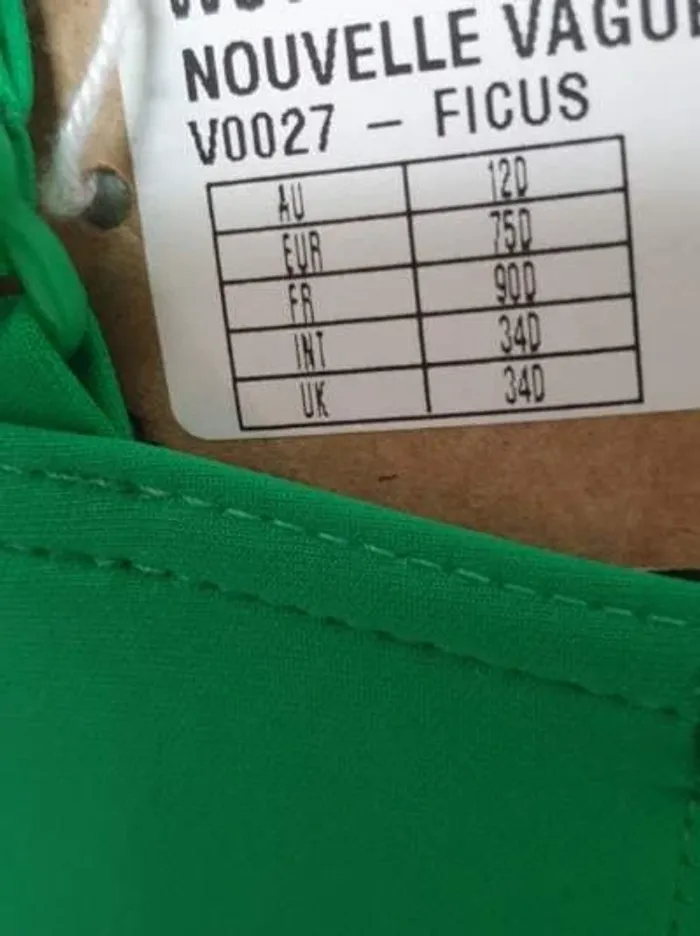 NOUVELLE VAGUE
V0027 – FICUS
AU 12D
EUR 75D
FR 90D
INT 34D
UK 34D